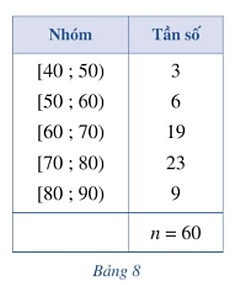 Nhóm Tần số
[40 ; 50) 3
[50 ; 60) 6
[60 ; 70) 19
[70 ; 80) 23
[80 ; 90) 9
n = 60
Bảng 8